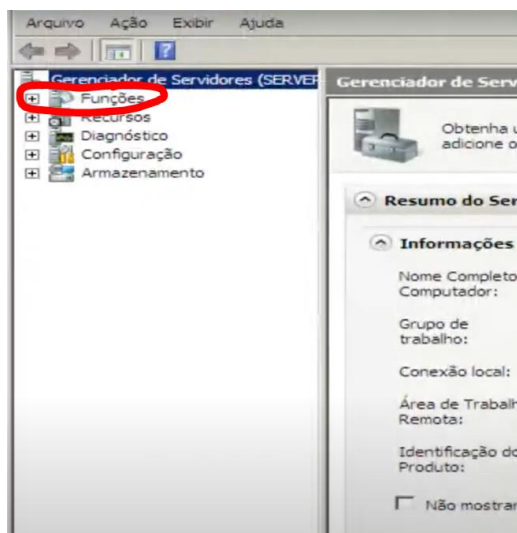 Arquivo Ação Exibir Ajuda
Gerenciador de Servidores (SERVER
Funções
Recursos
Diagnóstico
Configuração
Armazenamento
Gerenciador de Serv
Obtenha u
adicione o
Resumo do Ser
Informações
Nome Completo
Computador:
Grupo de
trabalho:
Conexão local:
Área de Trabalh
Remota:
Identificação do
Produto:
Não mostrar